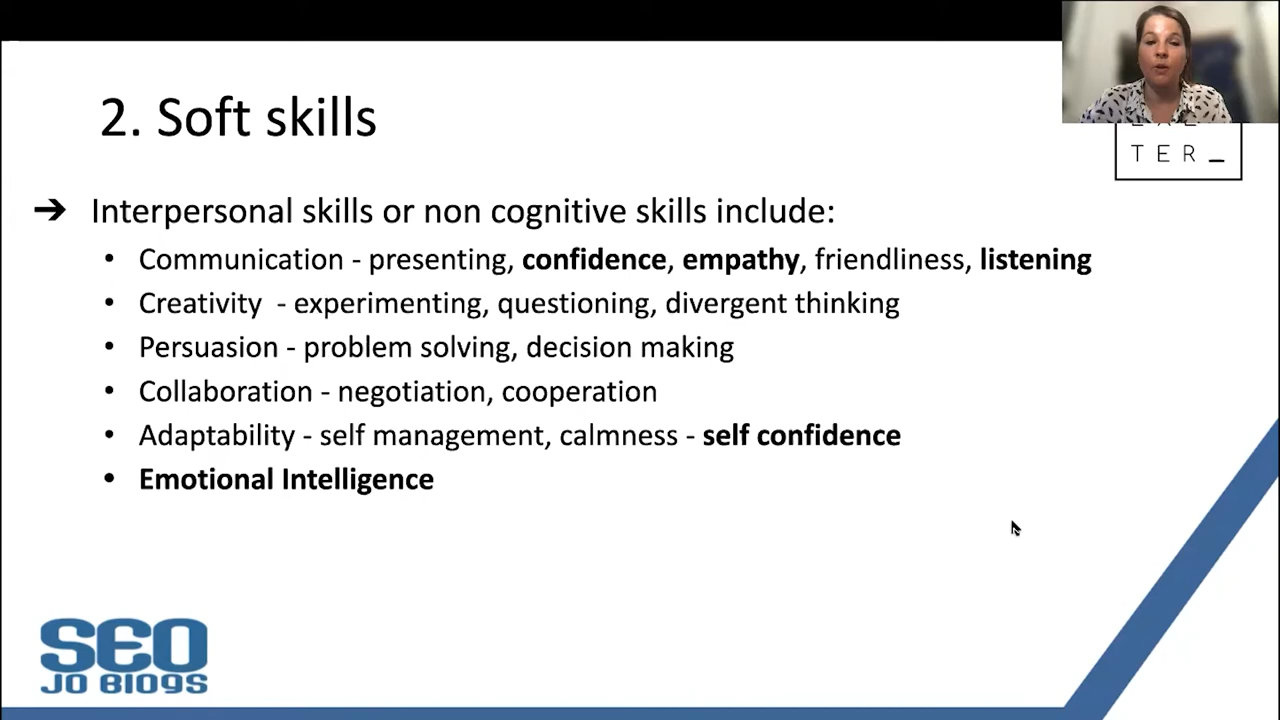 2. Soft skills
TER_
➔ Interpersonal skills or non cognitive skills include:
• Communication - presenting, confidence, empathy, friendliness, listening
• Creativity  - experimenting, questioning, divergent thinking
• Persuasion - problem solving, decision making
• Collaboration - negotiation, cooperation
• Adaptability - self management, calmness - self confidence
• Emotional Intelligence
SEO
JO BlOgS